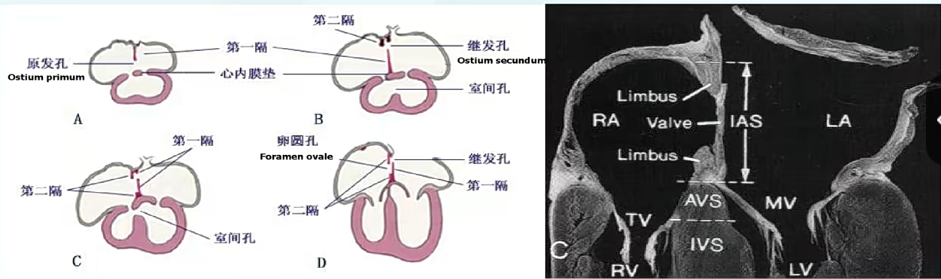 第二隔
第一隔
继发孔
原发孔
Ostium secundum
Ostium primum
心内膜垫
室间孔
A
B
第一隔
卵圆孔
继发孔
Foramen ovale
第二隔
第一隔
第二隔
室间孔
C
D
Limbus
RA
Valve
IAS
LA
Limbus
AVS
MV
TV
C
IVS
RV
LV